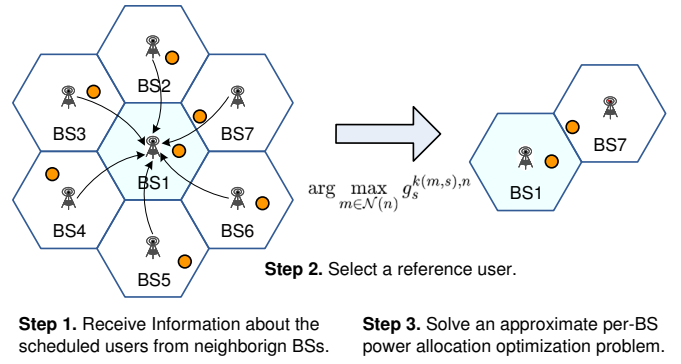 BS2
BS3
BS7
BS1
BS4
BS6
BS5
arg max g_s^{k(m,s),n}
m∈𝒩(n)
BS7
BS1
Step 2. Select a reference user.
Step 1. Receive Information about the
scheduled users from neighborign BSs.
Step 3. Solve an approximate per-BS
power allocation optimization problem.